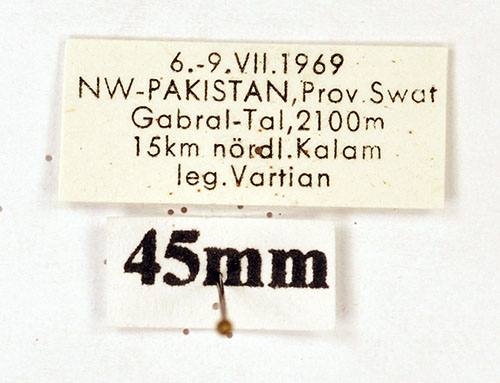 6.-9.VII.1969
NW-PAKISTAN,Prov.Swat
Gabral-Tal,2100m
15km nördl.Kalam
leg.Vartian
45mm